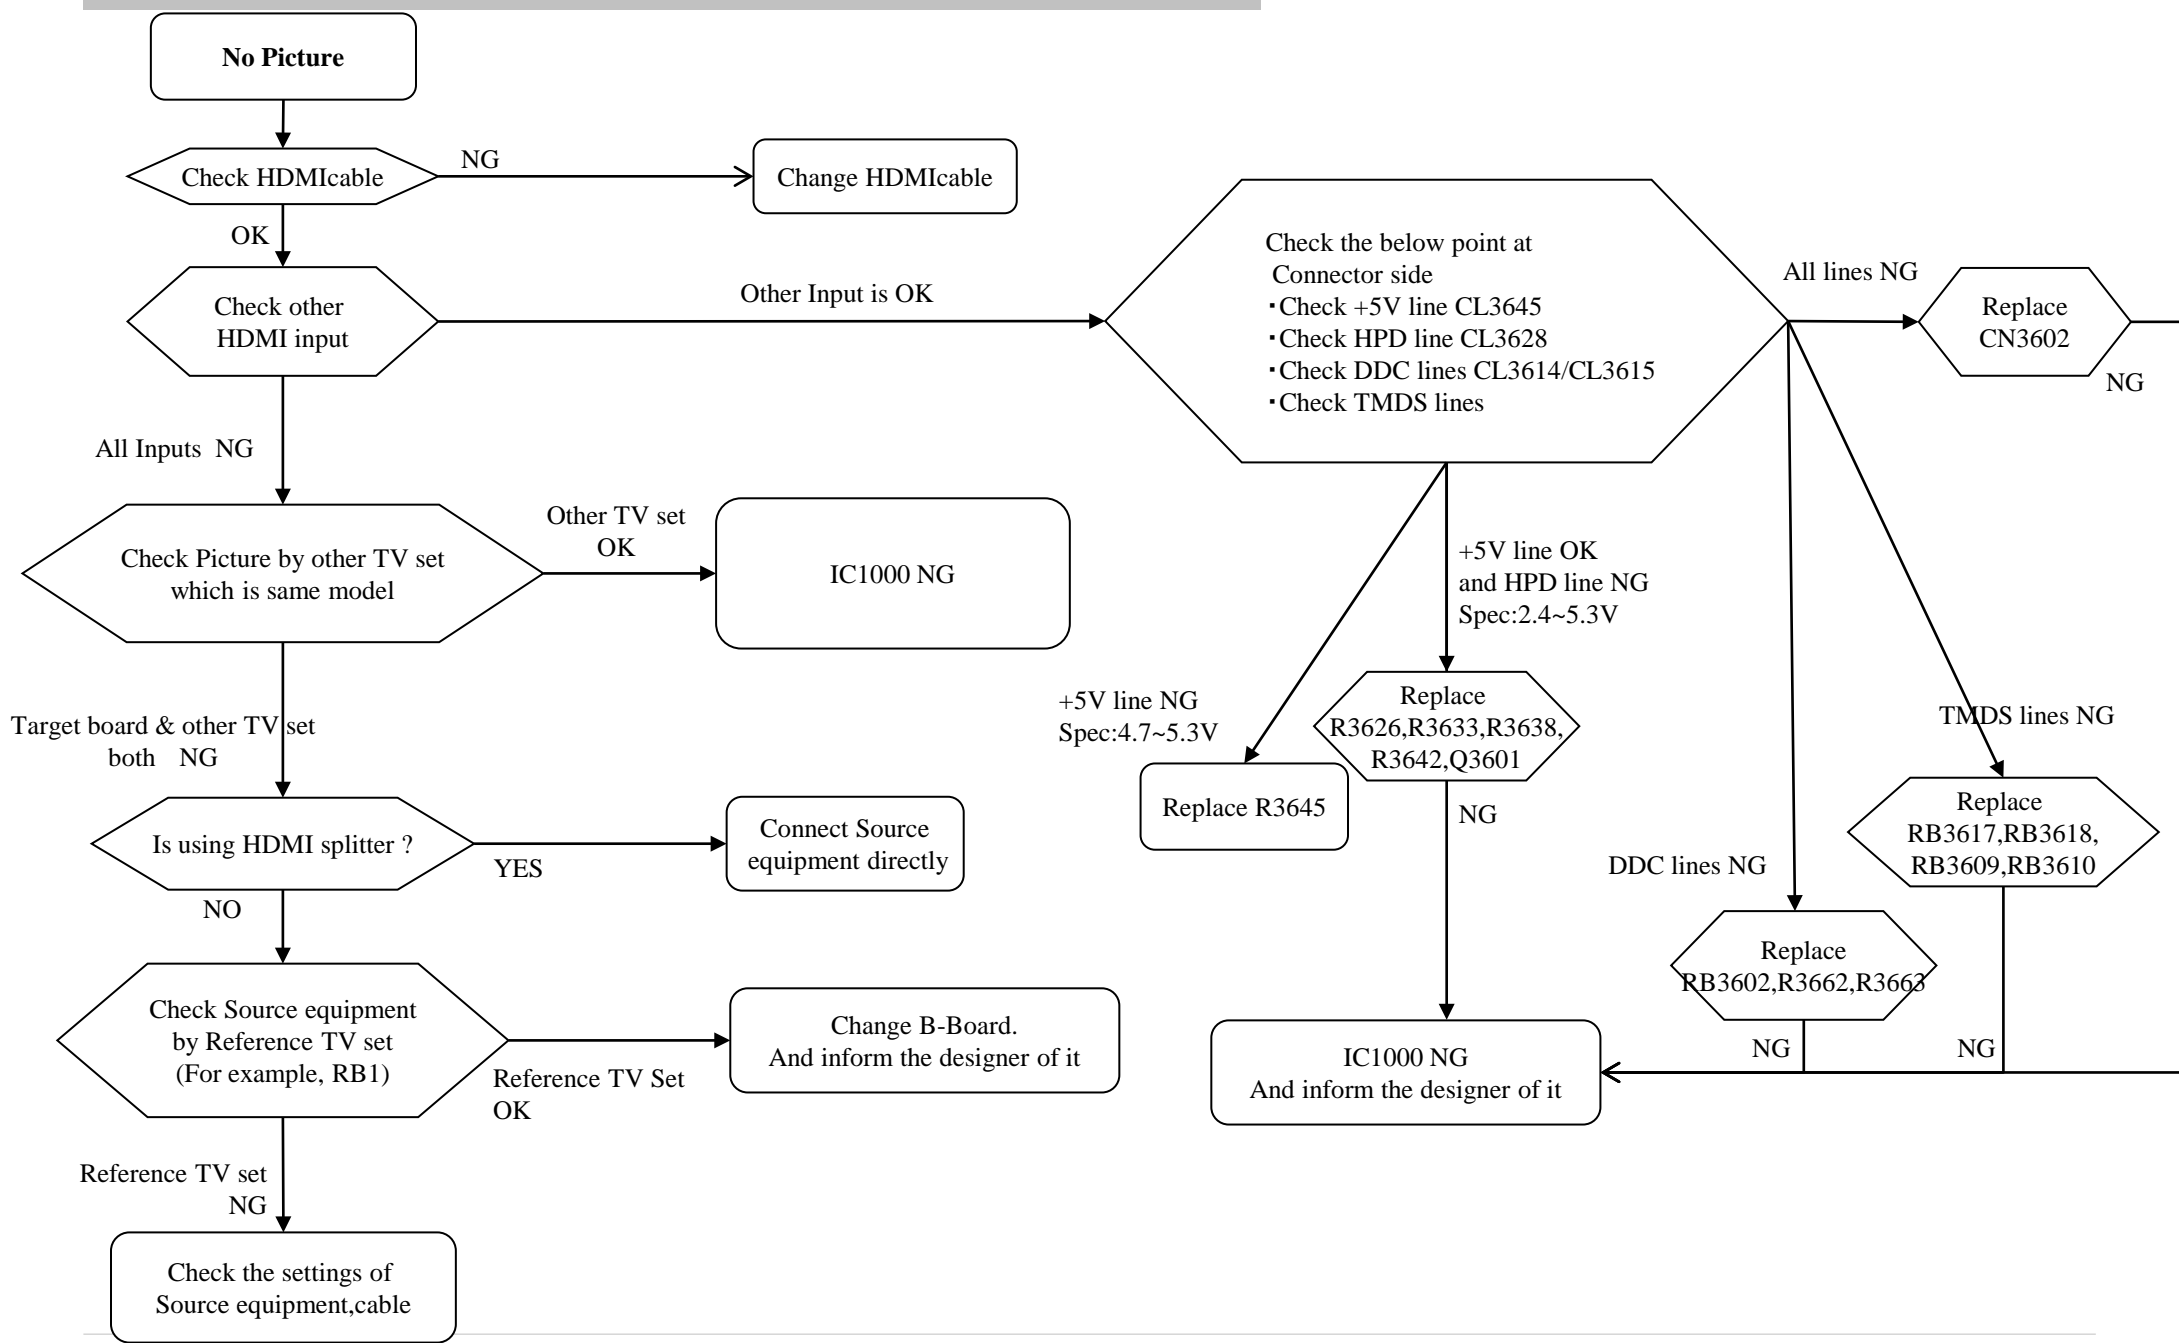 No Picture
Check HDMIcable
NG
Change HDMIcable
OK
Check other
HDMI input
Other Input is OK
Check the below point at
Connector side
・Check +5V line CL3645
・Check HPD line CL3628
・Check DDC lines CL3614/CL3615
・Check TMDS lines
All lines NG
Replace
CN3602
NG
All Inputs NG
Check Picture by other TV set
which is same model
Other TV set
OK
IC1000 NG
+5V line OK
and HPD line NG
Spec:2.4~5.3V
+5V line NG
Spec:4.7~5.3V
Replace R3645
Replace
R3626,R3633,R3638,
R3642,Q3601
NG
TMDS lines NG
Replace
RB3617,RB3618,
RB3609,RB3610
DDC lines NG
Replace
RB3602,R3662,R3663
NG
NG
Target board & other TV set
both NG
Is using HDMI splitter ?
YES
Connect Source
equipment directly
NO
Check Source equipment
by Reference TV set
(For example, RB1)
Reference TV Set
OK
Change B-Board.
And inform the designer of it
IC1000 NG
And inform the designer of it
Reference TV set
NG
Check the settings of
Source equipment,cable